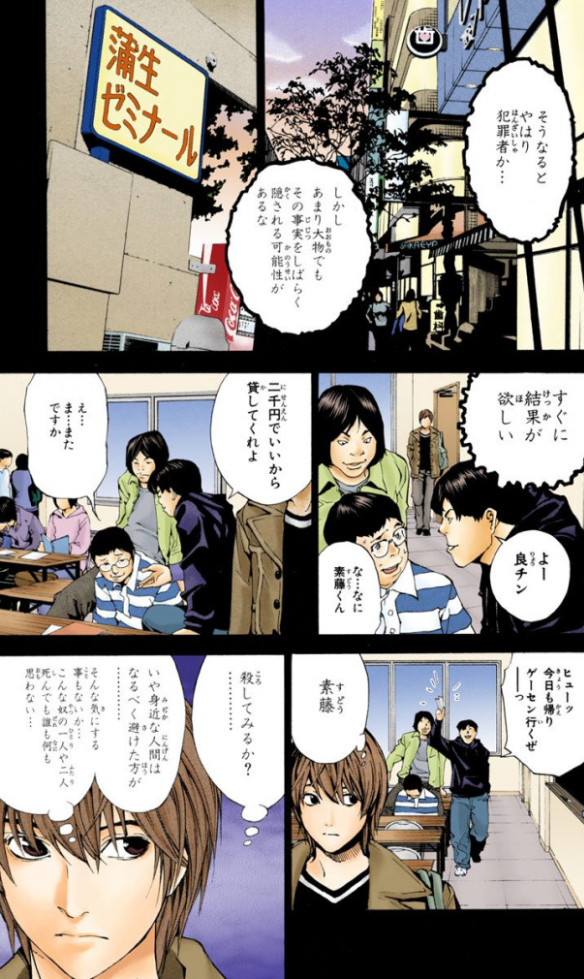 歯
そうなると
やはり
犯罪者か…
歯科
蒲生
ゼミナール
しかし
あまり大物でも
その事実をしばらく
隠される可能性が
あるな
すぐに
結果が
欲しい
よー
良チン
な…なに
素藤くん
二千円でいいから
貸してくれよ
え…
ま…また
ですか
ヒューッ
今日も帰り
ゲーセン行くぜ
ーっ
素藤
…………
殺してみるか?
…………
いや身近な人間は
なるべく避けた方が
……
そんな気にする
事もないか…
こんな奴の一人や二人
死んでも誰も何も
思わない…